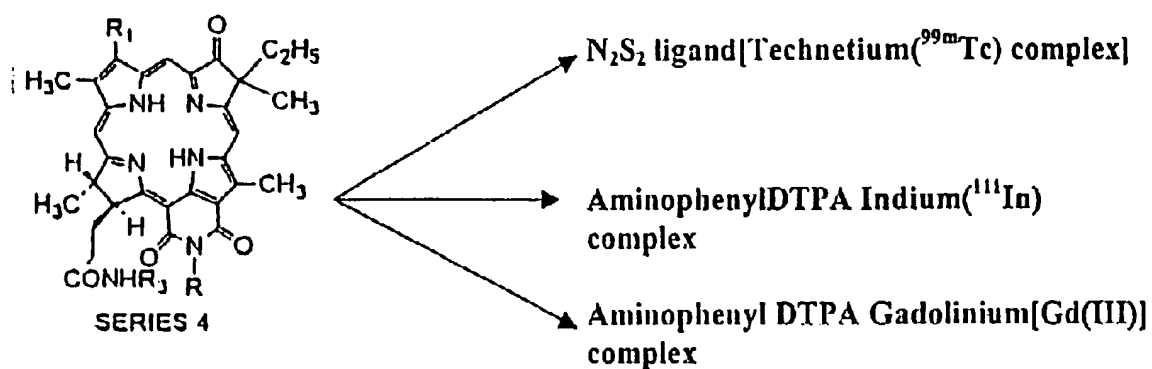 R₁
O
C₂H₅
H₃C
CH₃
NH
N
N
HN
H
H₃C
H
CH₃
O
N
O
CONHR₃
R
SERIES 4
N₂S₂ ligand[Technetium(⁹⁹ᵐTc) complex]
AminophenylDTPA Indium(¹¹¹In)
complex
Aminophenyl DTPA Gadolinium[Gd(III)]
complex